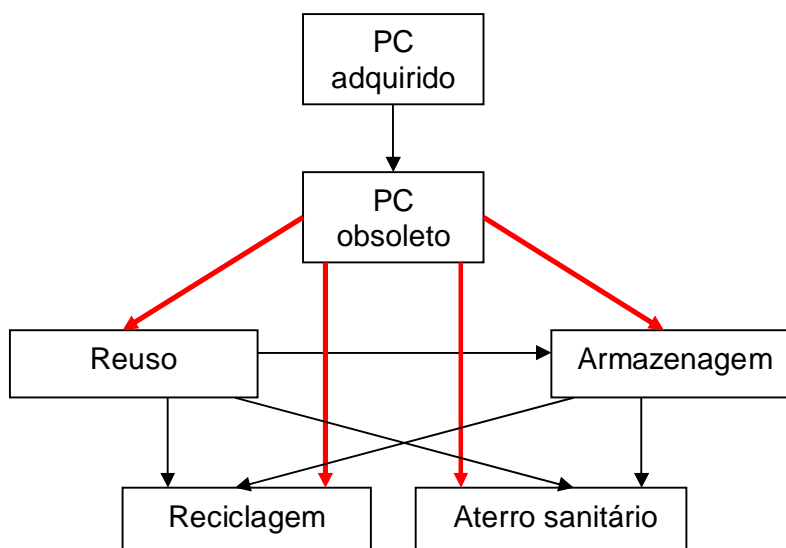 PC
adquirido
PC
obsoleto
Reuso
Armazenagem
Reciclagem
Aterro sanitário